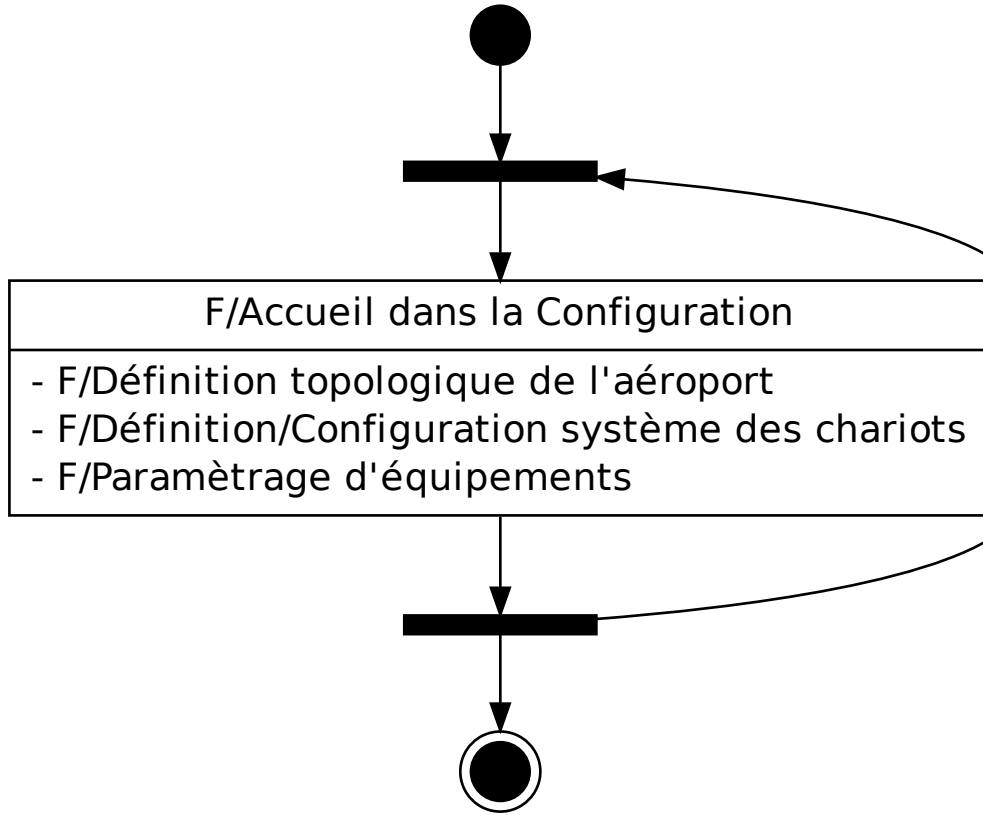 F/Accueil dans la Configuration
- F/Définition topologique de l'aéroport
- F/Définition/Configuration système des chariots
- F/Paramètrage d'équipements